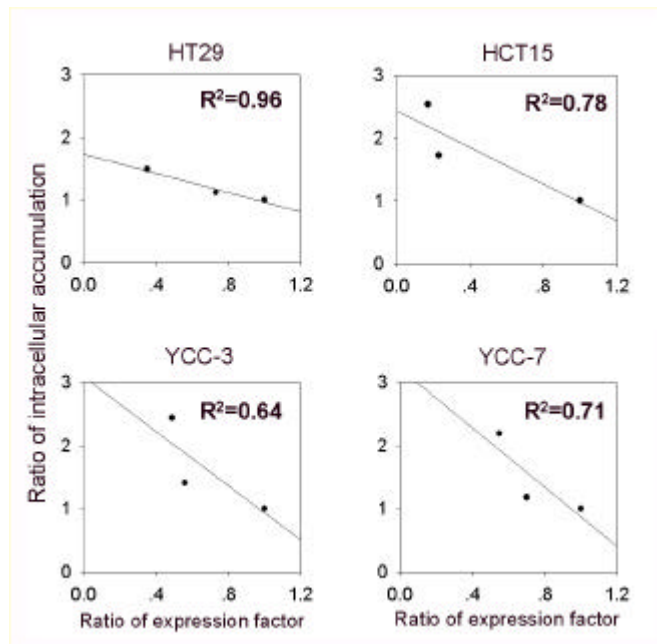 HT29
HCT15
3
R²=0.96
2
1
0
0.0 .4 .8 1.2
3
R²=0.78
2
1
0
0.0 .4 .8 1.2
Ratio of intracellular accumulation
YCC-3
YCC-7
3
R²=0.64
2
1
0
0.0 .4 .8 1.2
Ratio of expression factor
3
R²=0.71
2
1
0
0.0 .4 .8 1.2
Ratio of expression factor